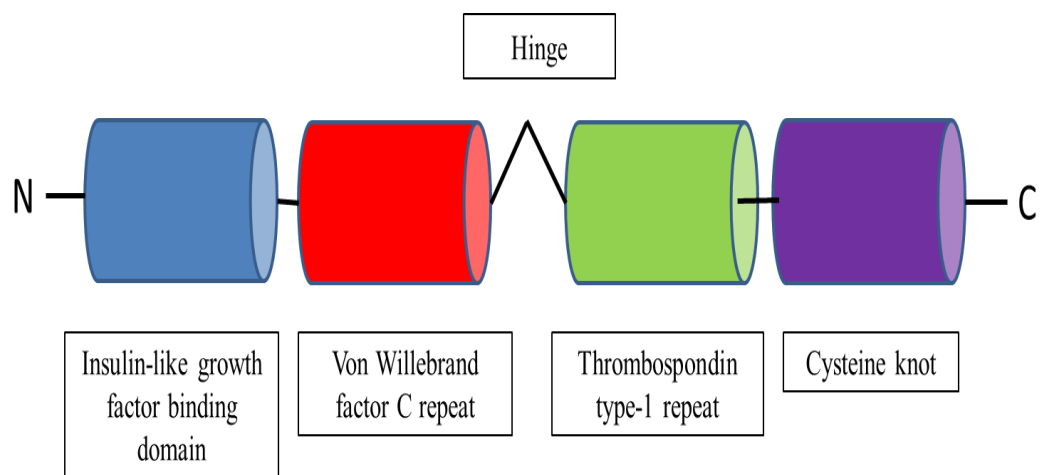 Hinge
N
C
Insulin-like growth
factor binding
domain
Von Willebrand
factor C repeat
Thrombospondin
type-1 repeat
Cysteine knot